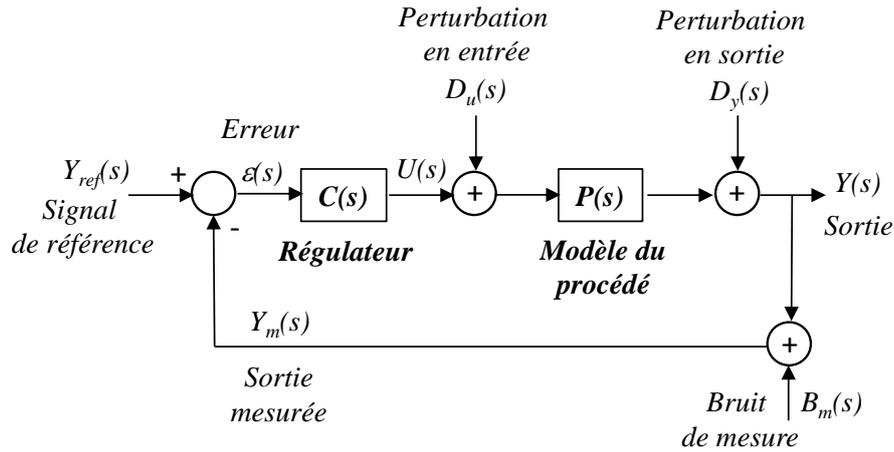 Perturbation
en entrée
D_u(s)
Perturbation
en sortie
D_y(s)
Erreur
Y_ref(s)
+
ε(s)
C(s)
U(s)
+
P(s)
+
Y(s)
Signal
de référence
-
Régulateur
Modèle du
procédé
Sortie
Y_m(s)
+
Sortie
mesurée
Bruit
de mesure
B_m(s)